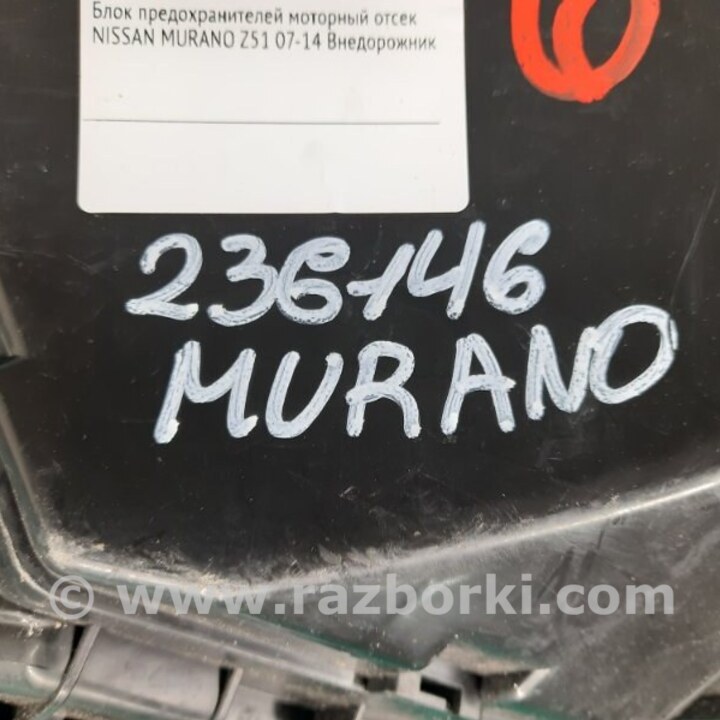 Блок предохранителей моторный отсек
NISSAN MURANO Z51 07-14 Внедорожник
236146
MURANO
© www.razborki.com